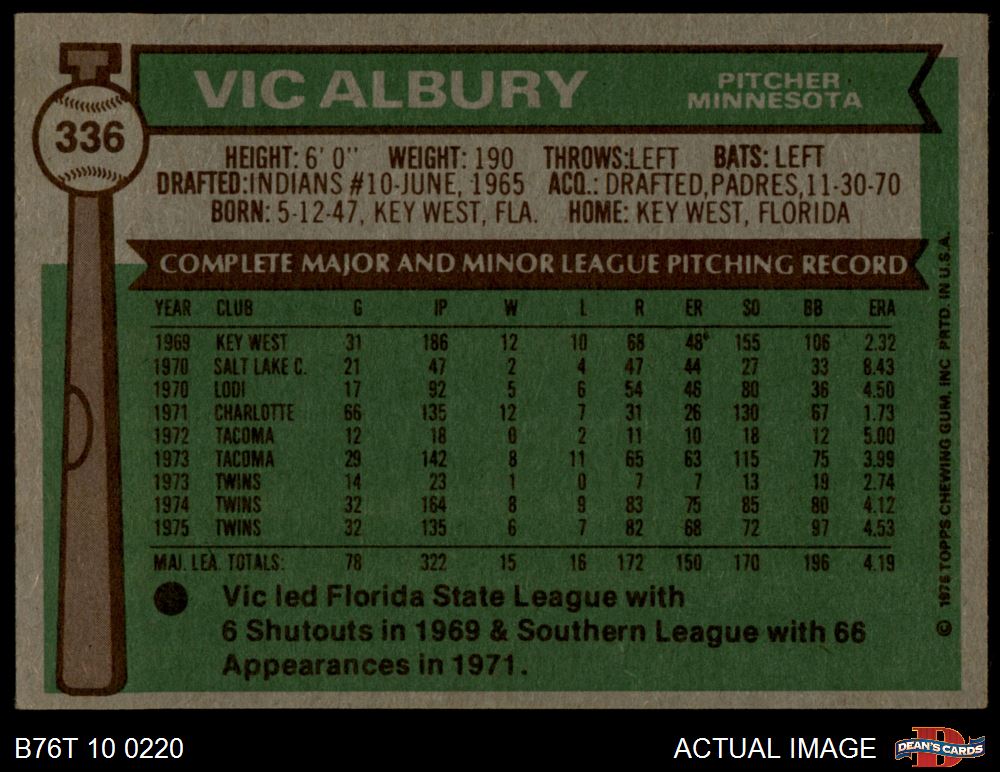 VIC ALBURY
PITCHER
MINNESOTA
336
HEIGHT: 6' 0" WEIGHT: 190 THROWS:LEFT BATS: LEFT
DRAFTED:INDIANS #10-JUNE, 1965 ACQ.: DRAFTED,PADRES,11-30-70
BORN: 5-12-47, KEY WEST, FLA. HOME: KEY WEST, FLORIDA
COMPLETE MAJOR AND MINOR LEAGUE PITCHING RECORD
YEAR CLUB G IP W L R ER SO BB ERA
1969 KEY WEST 31 186 12 10 68 48* 155 106 2.32
1970 SALT LAKE C. 21 47 2 4 47 44 27 33 8.43
1970 LODI 17 92 5 6 54 46 80 36 4.50
1971 CHARLOTTE 66 135 12 7 31 26 130 67 1.73
1972 TACOMA 12 18 0 2 11 10 18 12 5.00
1973 TACOMA 29 142 8 11 65 63 115 75 3.99
1973 TWINS 14 23 1 0 7 7 13 19 2.74
1974 TWINS 32 164 8 9 83 75 85 80 4.12
1975 TWINS 32 135 6 7 82 68 72 97 4.53
MAJ. LEA. TOTALS: 78 322 15 16 172 150 170 196 4.19
Vic led Florida State League with
6 Shutouts in 1969 & Southern League with 66
Appearances in 1971.
© 1976 TOPPS CHEWING GUM, INC PRTD. IN U.S.A.
B76T 10 0220
ACTUAL IMAGE
D
DEAN'S CARDS